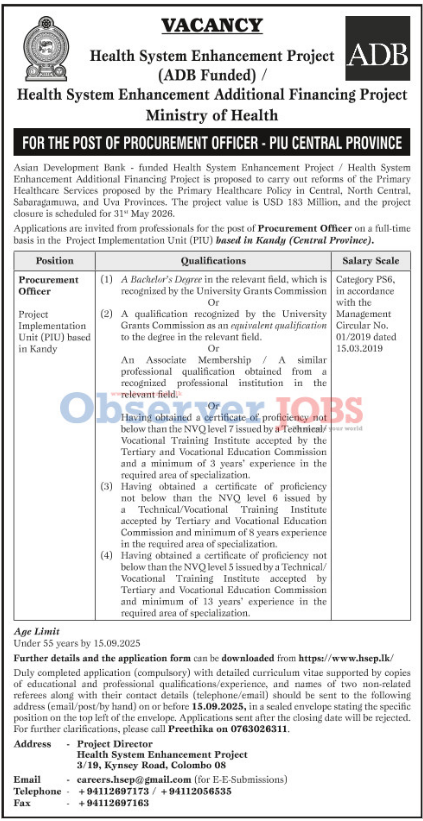 VACANCY
Health System Enhancement Project
(ADB Funded) /
Health System Enhancement Additional Financing Project
Ministry of Health
ADB
FOR THE POST OF PROCUREMENT OFFICER - PIU CENTRAL PROVINCE
Asian Development Bank - funded Health System Enhancement Project / Health System
Enhancement Additional Financing Project is proposed to carry out reforms of the Primary
Healthcare Services proposed by the Primary Healthcare Policy in Central, North Central,
Sabaragamuwa, and Uva Provinces. The project value is USD 183 Million, and the project
closure is scheduled for 31st May 2026.
Applications are invited from professionals for the post of Procurement Officer on a full-time
basis in the Project Implementation Unit (PIU) based in Kandy (Central Province).
Position
Qualifications
Salary Scale
Procurement
Officer
Project
Implementation
Unit (PIU) based
in Kandy
(1) A Bachelor's Degree in the relevant field, which is
recognized by the University Grants Commission
Or
(2) A qualification recognized by the University
Grants Commission as an equivalent qualification
to the degree in the relevant field.
Or
An Associate Membership / A similar
professional qualification obtained from a
recognized professional institution in the
relevant field.
Or
Having obtained a certificate of proficiency not
below than the NVQ level 7 issued by a Technical/
Vocational Training Institute accepted by the
Tertiary and Vocational Education Commission
and a minimum of 3 years' experience in the
required area of specialization.
(3) Having obtained a certificate of proficiency
not below than the NVQ level 6 issued by
a Technical/Vocational Training Institute
accepted by Tertiary and Vocational Education
Commission and minimum of 8 years experience
in the required area of specialization.
(4) Having obtained a certificate of proficiency not
below than the NVQ level 5 issued by a Technical/
Vocational Training Institute accepted by
Tertiary and Vocational Education Commission
and minimum of 13 years' experience in the
required area of specialization.
Category PS6,
in accordance
with the
Management
Circular No.
01/2019 dated
15.03.2019
Observer JOBS
Age Limit
Under 55 years by 15.09.2025
Further details and the application form can be downloaded from https://www.hsep.lk/
Duly completed application (compulsory) with detailed curriculum vitae supported by copies
of educational and professional qualifications/experience, and names of two non-related
referees along with their contact details (telephone/email) should be sent to the following
address (email/post/by hand) on or before 15.09.2025, in a sealed envelope stating the specific
position on the top left of the envelope. Applications sent after the closing date will be rejected.
For further clarifications, please call Preethika on 0763026311.
Address - Project Director
Health System Enhancement Project
3/19, Kynsey Road, Colombo 08
Email - careers.hsep@gmail.com (for E-E-Submissions)
Telephone - +94112697173 / +94112056535
Fax - +94112697163